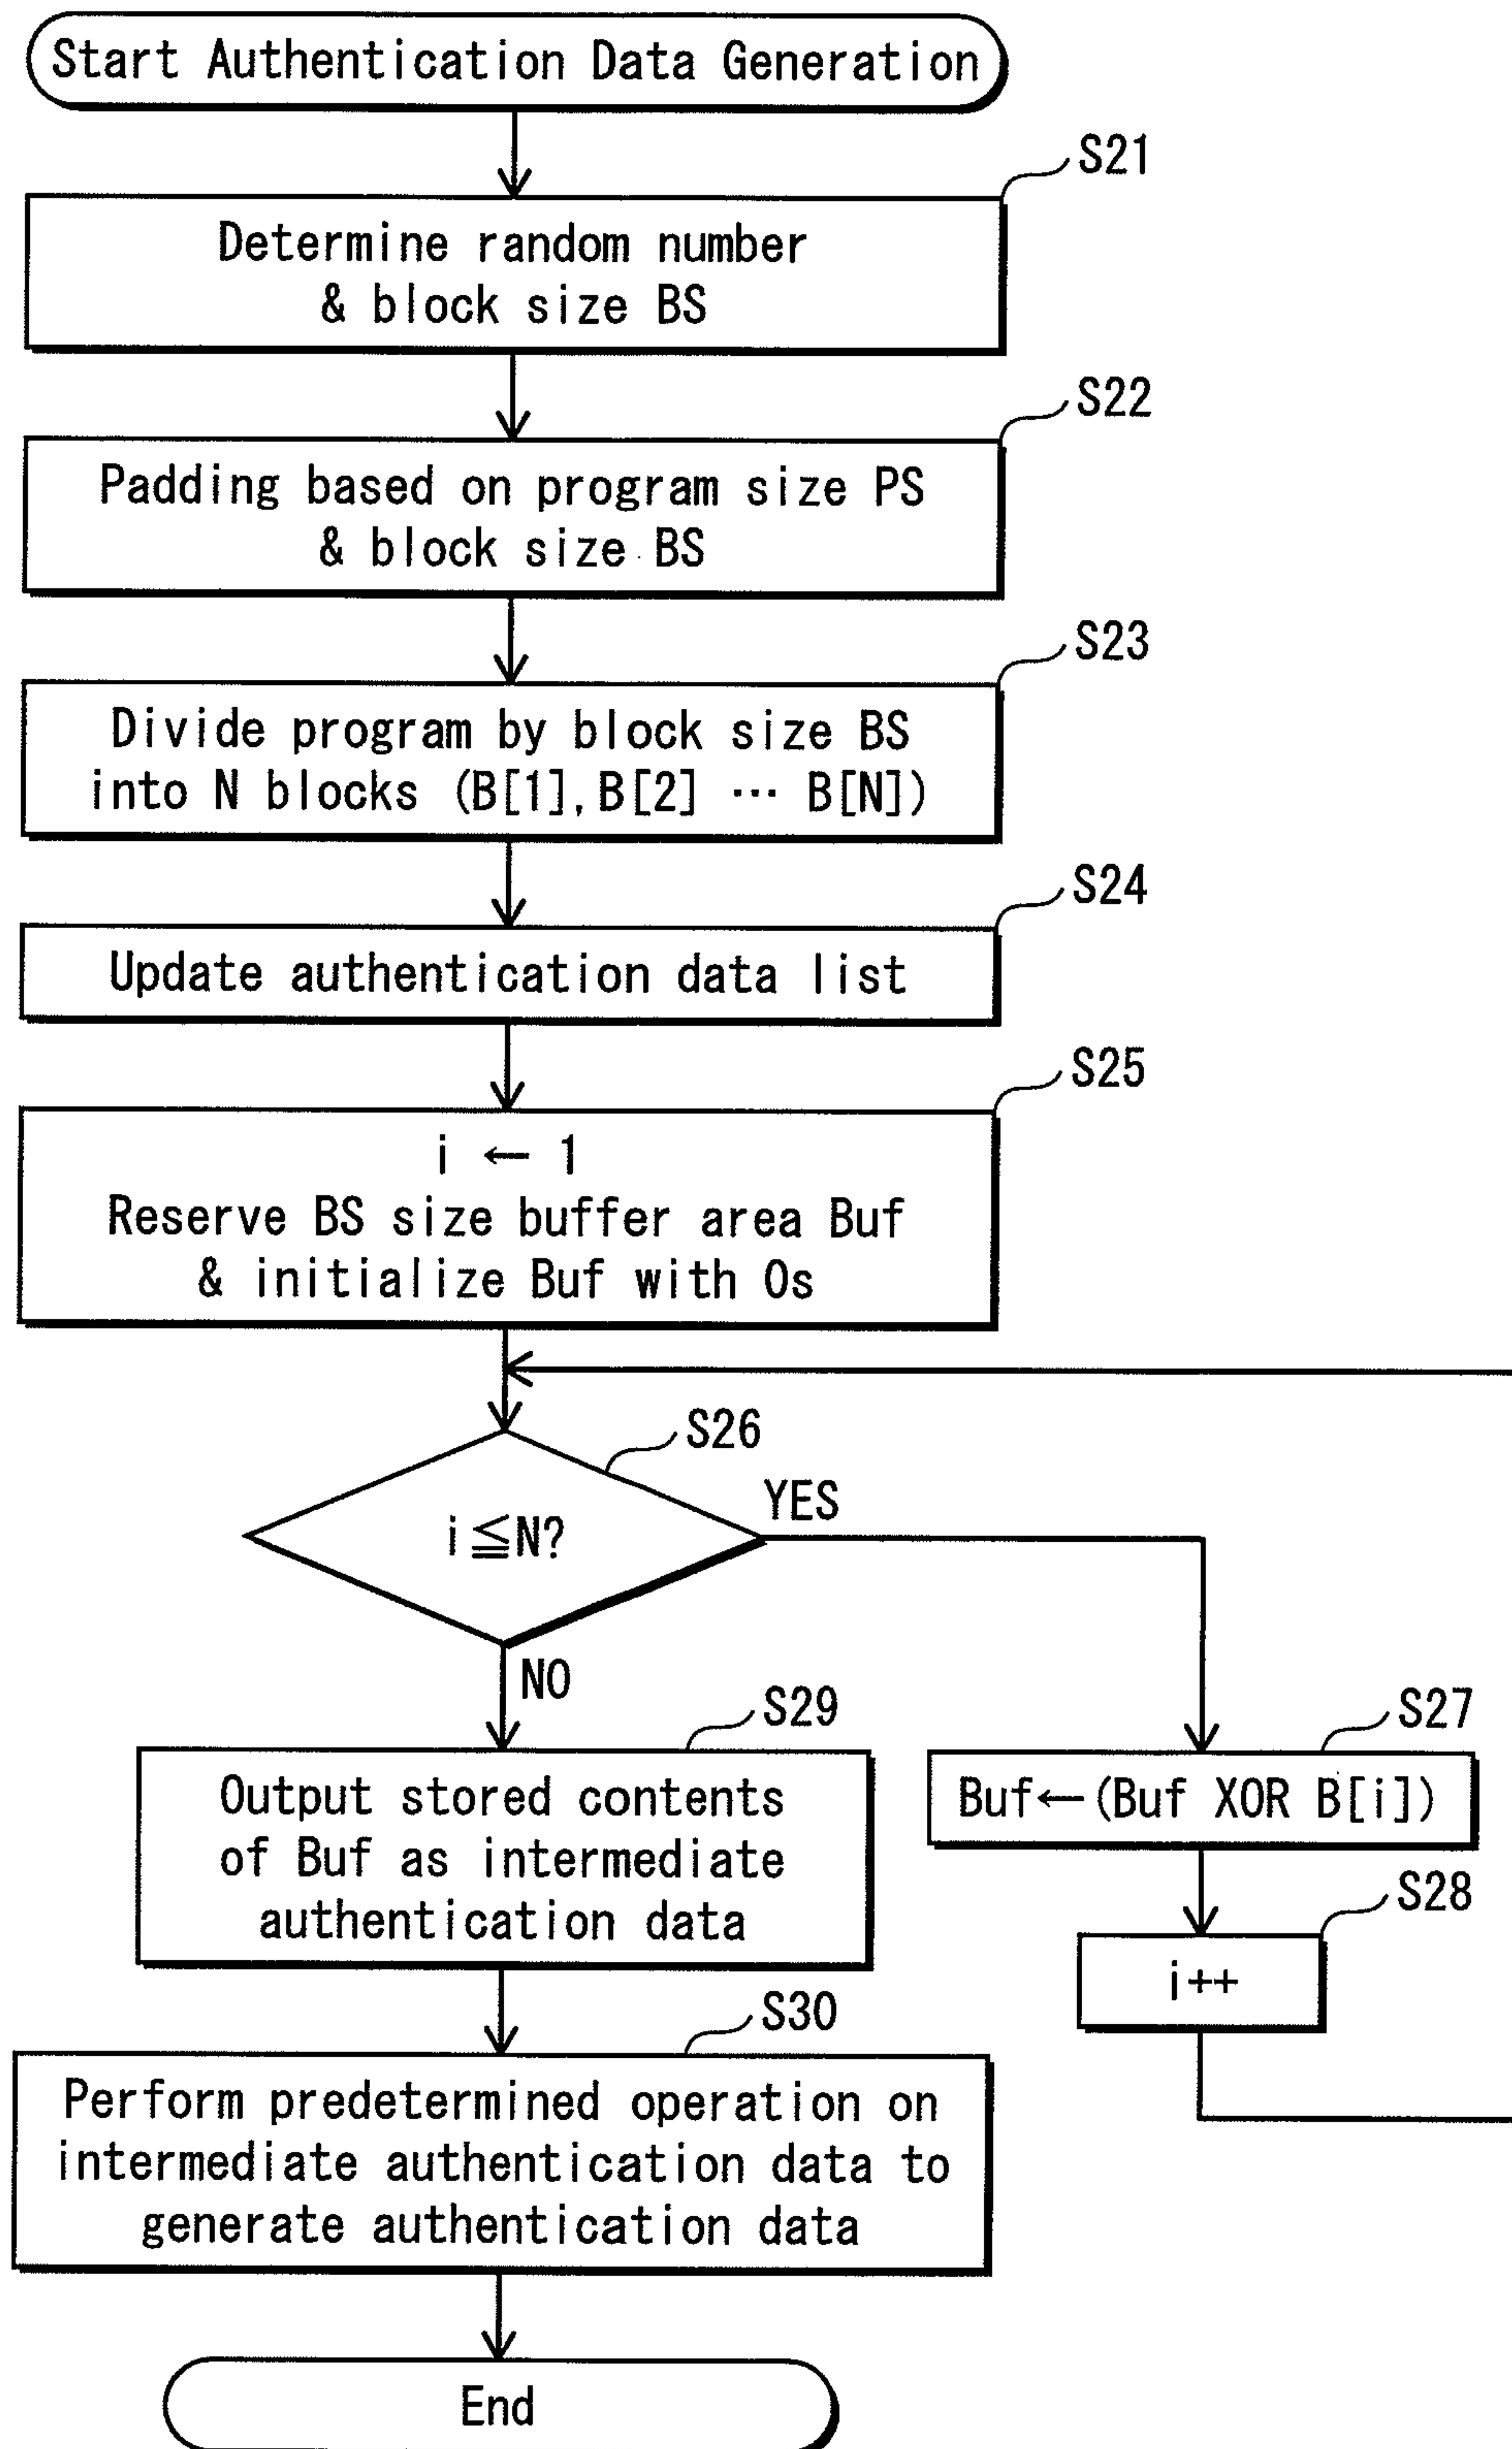 Start Authentication Data Generation
S21
Determine random number
& block size BS
S22
Padding based on program size PS
& block size BS
S23
Divide program by block size BS
into N blocks (B[1], B[2] ··· B[N])
S24
Update authentication data list
S25
i ← 1
Reserve BS size buffer area Buf
& initialize Buf with 0s
S26
i≦N?
YES
NO
S29
Output stored contents
of Buf as intermediate
authentication data
S27
Buf←(Buf XOR B[i])
S28
i++
S30
Perform predetermined operation on
intermediate authentication data to
generate authentication data
End